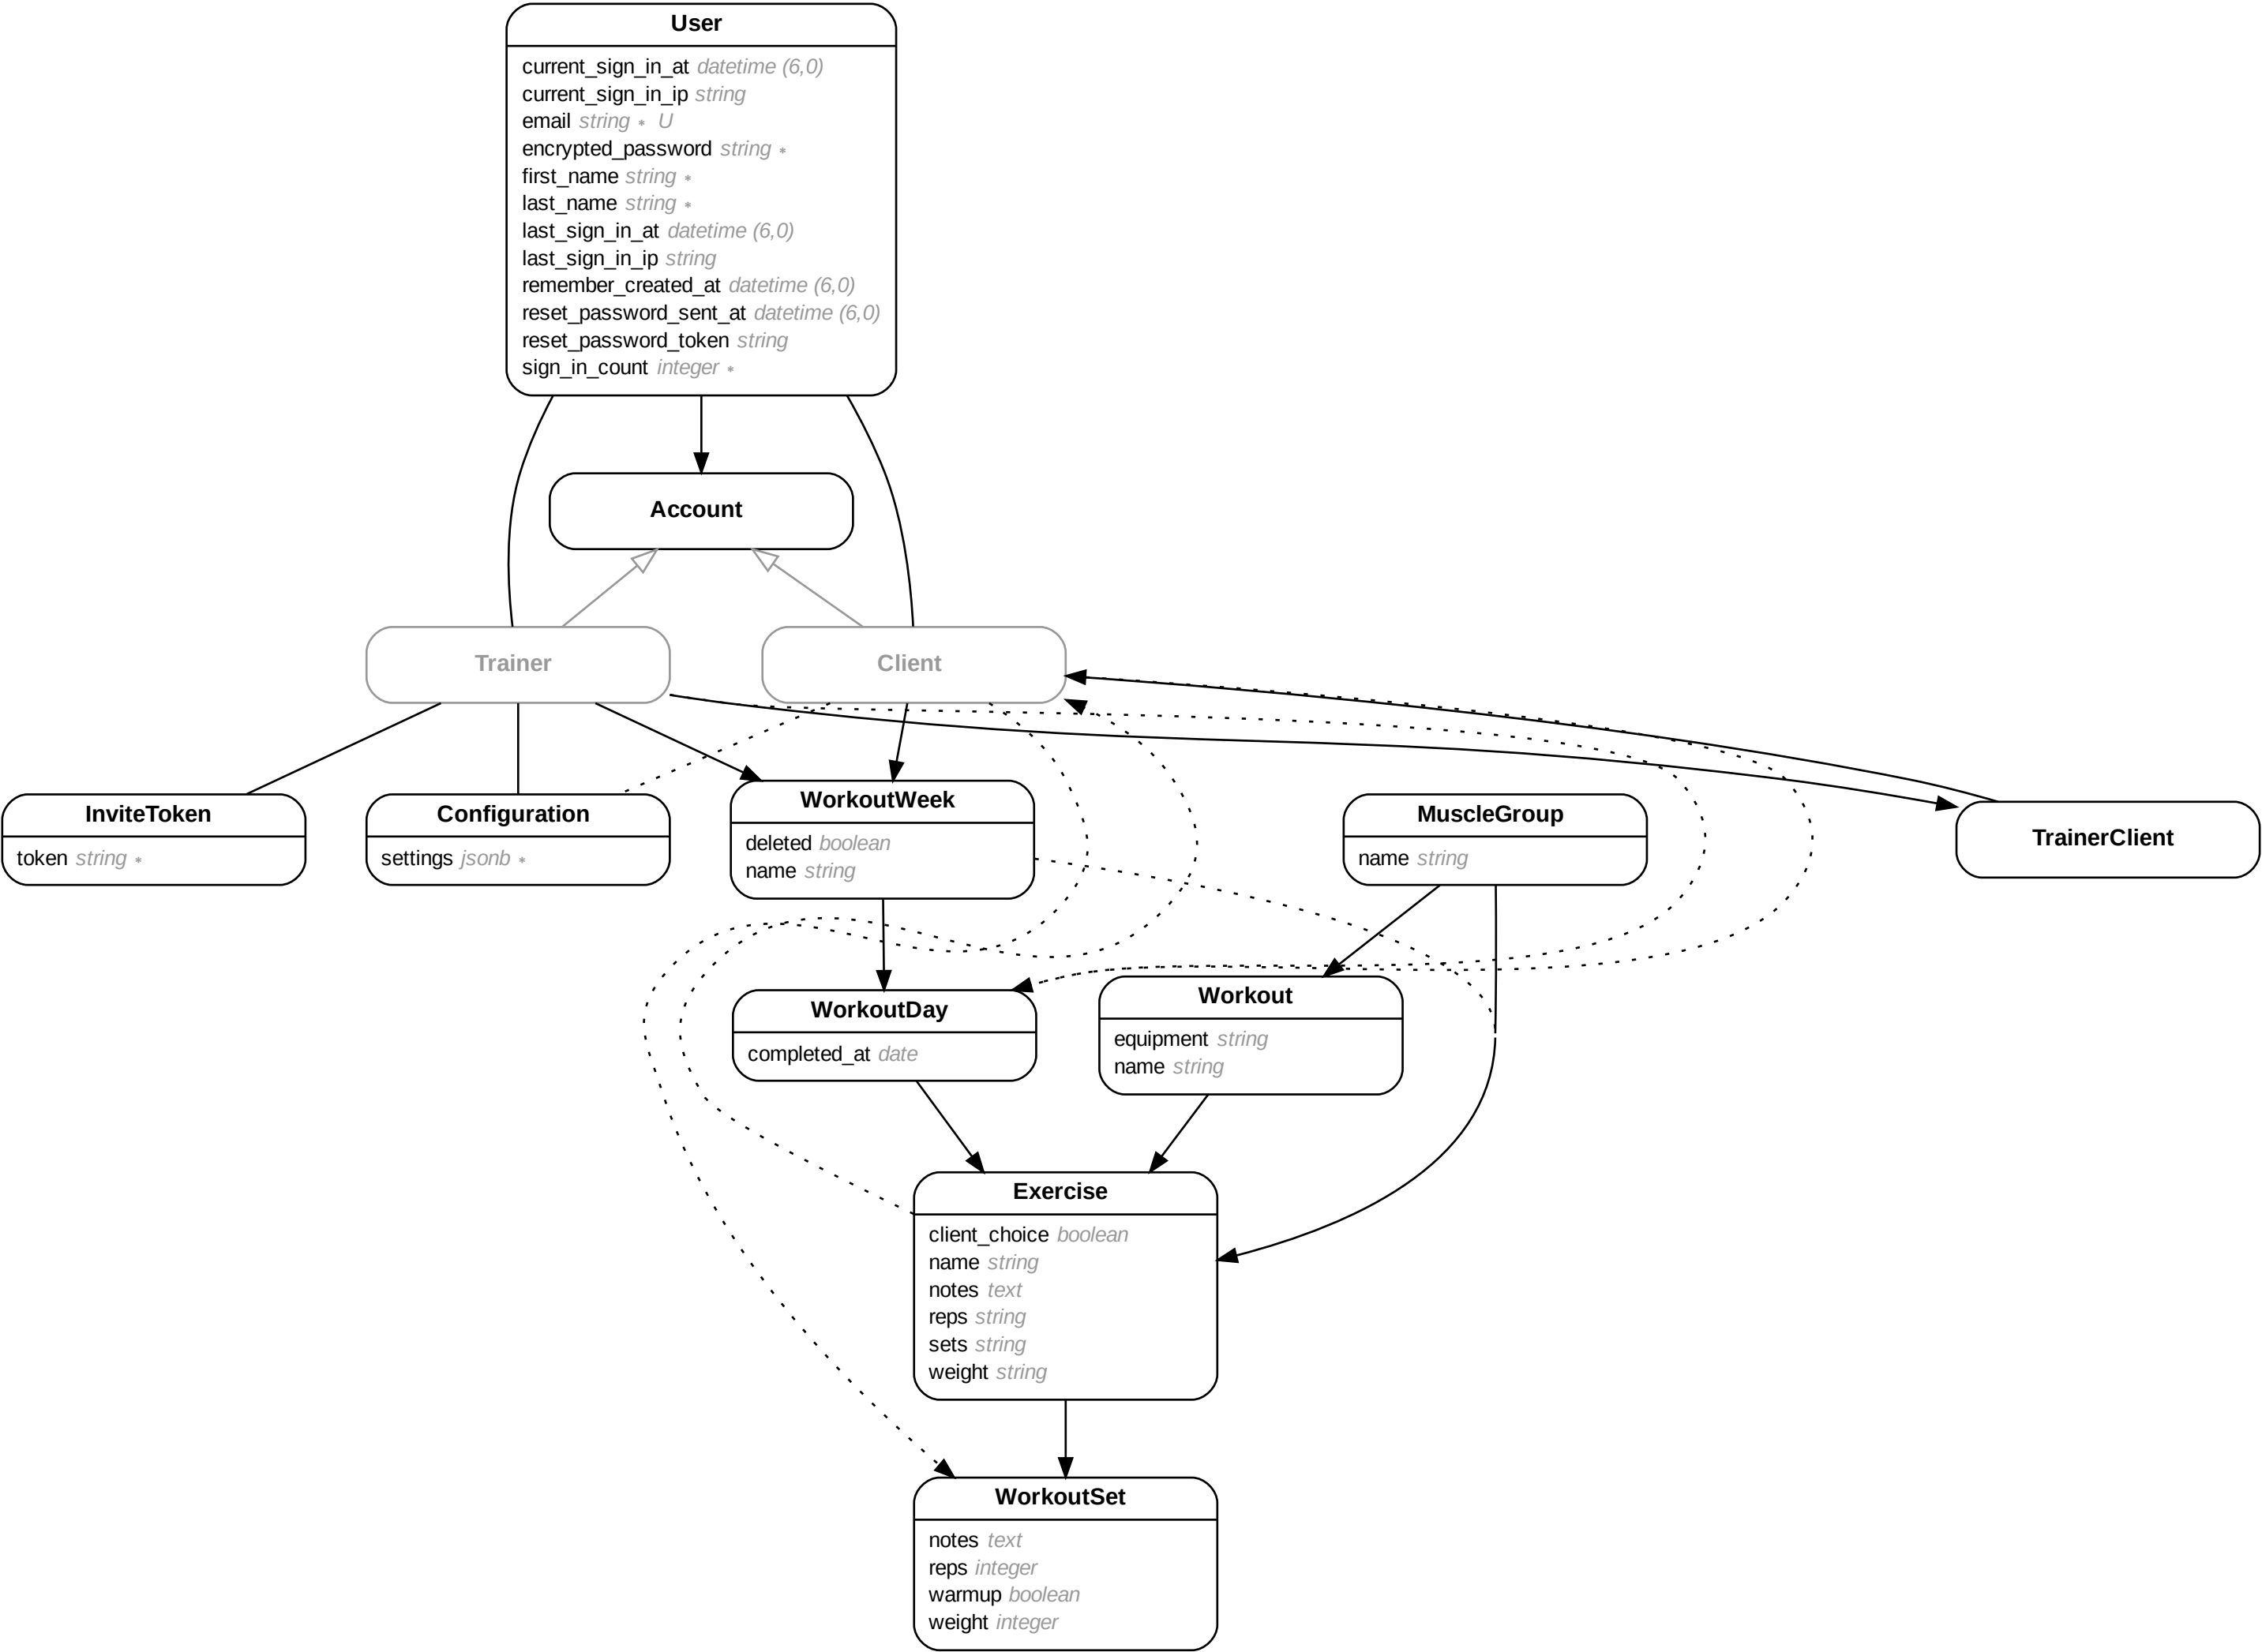 User
current_sign_in_at datetime (6,0)
current_sign_in_ip string
email string * U
encrypted_password string *
first_name string *
last_name string *
last_sign_in_at datetime (6,0)
last_sign_in_ip string
remember_created_at datetime (6,0)
reset_password_sent_at datetime (6,0)
reset_password_token string
sign_in_count integer *
Account
Trainer
Client
InviteToken
token string *
Configuration
settings jsonb *
WorkoutWeek
deleted boolean
name string
MuscleGroup
name string
TrainerClient
WorkoutDay
completed_at date
Workout
equipment string
name string
Exercise
client_choice boolean
name string
notes text
reps string
sets string
weight string
WorkoutSet
notes text
reps integer
warmup boolean
weight integer